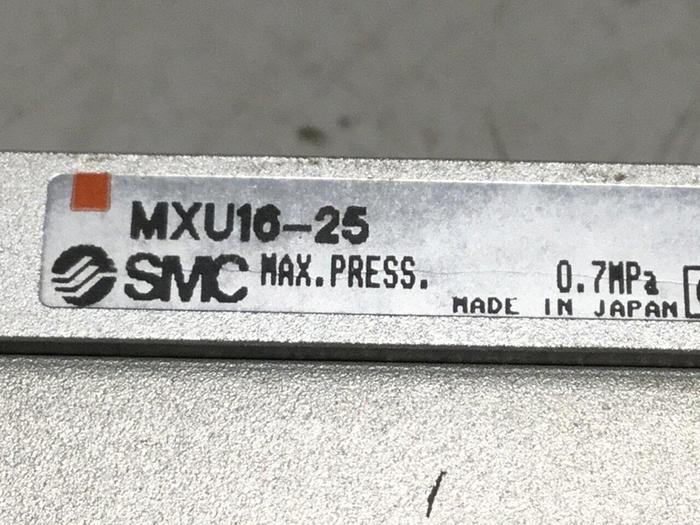 MXU16-25
SMC MAX.PRESS. 0.7MPa
MADE IN JAPAN